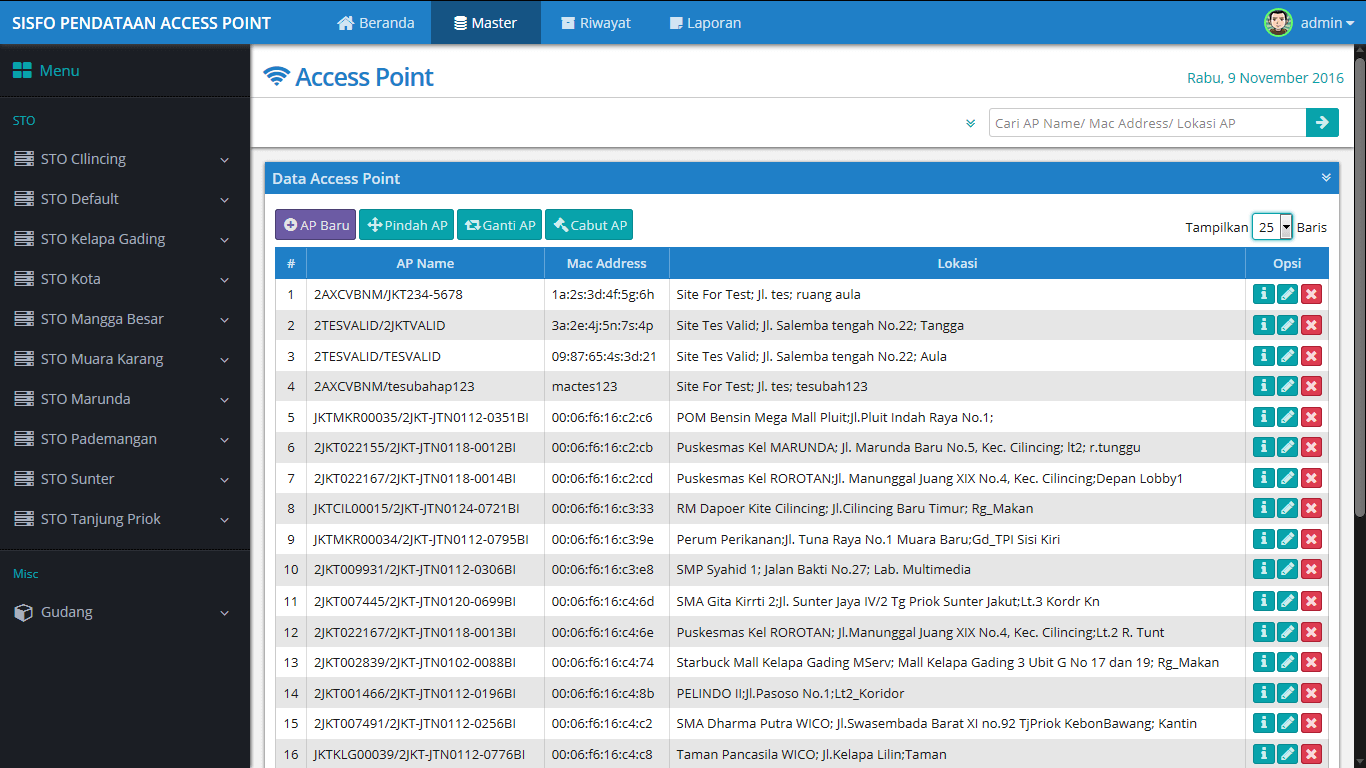 SISFO PENDATAAN ACCESS POINT Beranda Master Riwayat Laporan admin
Menu
STO
STO CIlincing
STO Default
STO Kelapa Gading
STO Kota
STO Mangga Besar
STO Muara Karang
STO Marunda
STO Pademangan
STO Sunter
STO Tanjung Priok
Misc
Gudang
Access Point
Rabu, 9 November 2016
Cari AP Name/ Mac Address/ Lokasi AP
Data Access Point
AP Baru Pindah AP Ganti AP Cabut AP Tampilkan 25 Baris
# AP Name Mac Address Lokasi Opsi
1 2AXCVBNM/JKT234-5678 1a:2s:3d:4f:5g:6h Site For Test; Jl. tes; ruang aula
2 2TESVALID/2JKTVALID 3a:2e:4j:5n:7s:4p Site Tes Valid; Jl. Salemba tengah No.22; Tangga
3 2TESVALID/TESVALID 09:87:65:4s:3d:21 Site Tes Valid; Jl. Salemba tengah No.22; Aula
4 2AXCVBNM/tesubahap123 mactes123 Site For Test; Jl. tes; tesubah123
5 JKTMKR00035/2JKT-JTN0112-0351BI 00:06:f6:16:c2:c6 POM Bensin Mega Mall Pluit;Jl.Pluit Indah Raya No.1;
6 2JKT022155/2JKT-JTN0118-0012BI 00:06:f6:16:c2:cb Puskesmas Kel MARUNDA; Jl. Marunda Baru No.5, Kec. Cilincing; lt2; r.tunggu
7 2JKT022167/2JKT-JTN0118-0014BI 00:06:f6:16:c2:cd Puskesmas Kel ROROTAN;Jl. Manunggal Juang XIX No.4, Kec. Cilincing;Depan Lobby1
8 JKTCIL00015/2JKT-JTN0124-0721BI 00:06:f6:16:c3:33 RM Dapoer Kite Cilincing; Jl.Cilincing Baru Timur; Rg_Makan
9 JKTMKR00034/2JKT-JTN0112-0795BI 00:06:f6:16:c3:9e Perum Perikanan;Jl. Tuna Raya No.1 Muara Baru;Gd_TPI Sisi Kiri
10 2JKT009931/2JKT-JTN0112-0306BI 00:06:f6:16:c3:e8 SMP Syahid 1; Jalan Bakti No.27; Lab. Multimedia
11 2JKT007445/2JKT-JTN0120-0699BI 00:06:f6:16:c4:6d SMA Gita Kirrti 2;Jl. Sunter Jaya IV/2 Tg Priok Sunter Jakut;Lt.3 Kordr Kn
12 2JKT022167/2JKT-JTN0118-0013BI 00:06:f6:16:c4:6e Puskesmas Kel ROROTAN; Jl.Manunggal Juang XIX No.4, Kec. Cilincing;Lt.2 R. Tunt
13 2JKT002839/2JKT-JTN0102-0088BI 00:06:f6:16:c4:74 Starbuck Mall Kelapa Gading MServ; Mall Kelapa Gading 3 Ubit G No 17 dan 19; Rg_Makan
14 2JKT001466/2JKT-JTN0112-0196BI 00:06:f6:16:c4:8b PELINDO II;Jl.Pasoso No.1;Lt2_Koridor
15 2JKT007491/2JKT-JTN0112-0256BI 00:06:f6:16:c4:c2 SMA Dharma Putra WICO; Jl.Swasembada Barat XI no.92 TjPriok KebonBawang; Kantin
16 JKTKLG00039/2JKT-JTN0112-0776BI 00:06:f6:16:c4:c8 Taman Pancasila WICO; Jl.Kelapa Lilin;Taman